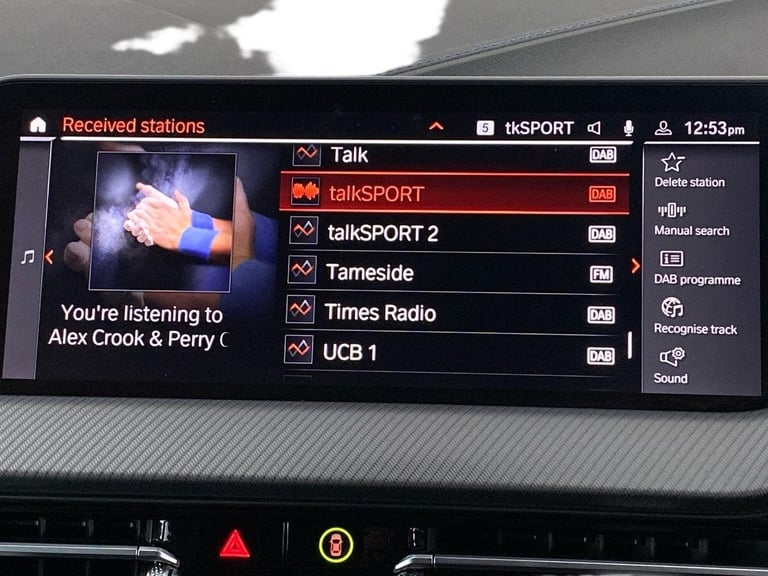 Received stations
5 tkSPORT
12:53pm
Talk DAB
talkSPORT DAB
talkSPORT 2 DAB
Tameside FM
Times Radio DAB
UCB 1 DAB
You're listening to
Alex Crook & Perry
Delete station
Manual search
DAB programme
Recognise track
Sound